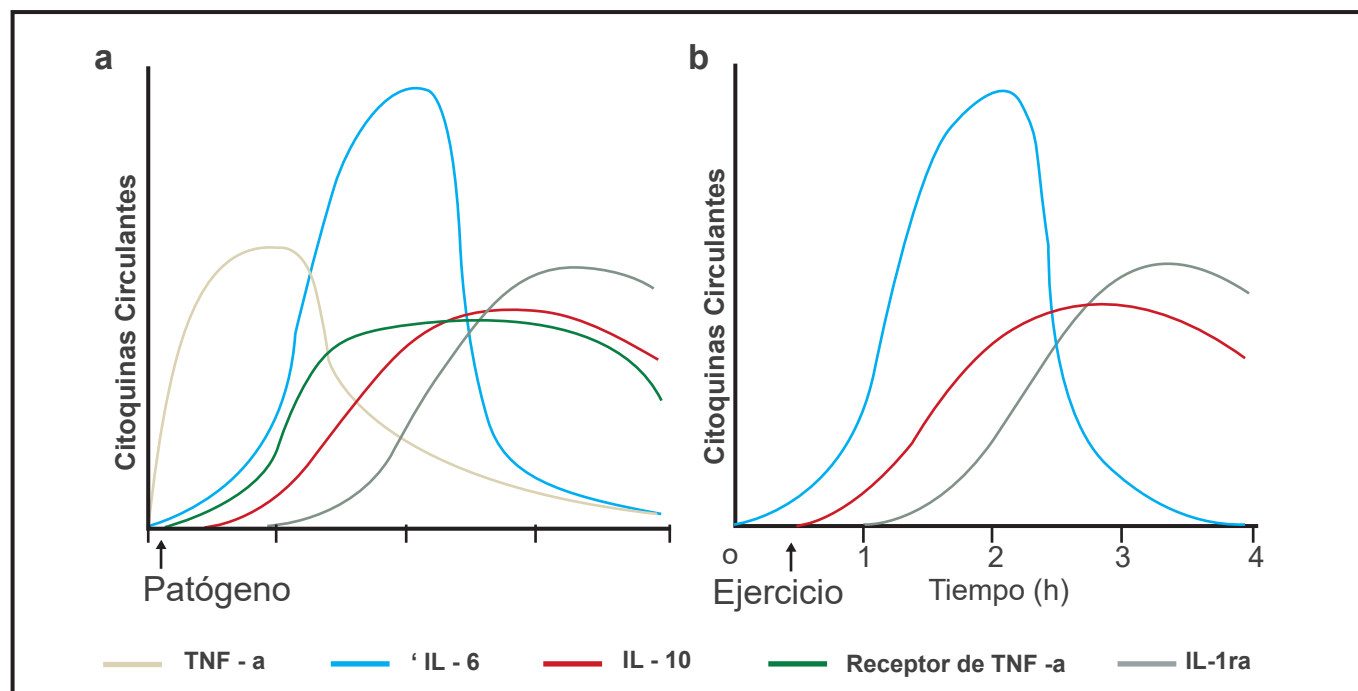 a
Citoquinas Circulantes
Patógeno
b
Citoquinas Circulantes
o 1 2 3 4
Ejercicio
Tiempo (h)
TNF - a ‘ IL - 6 IL - 10 Receptor de TNF -a IL-1ra